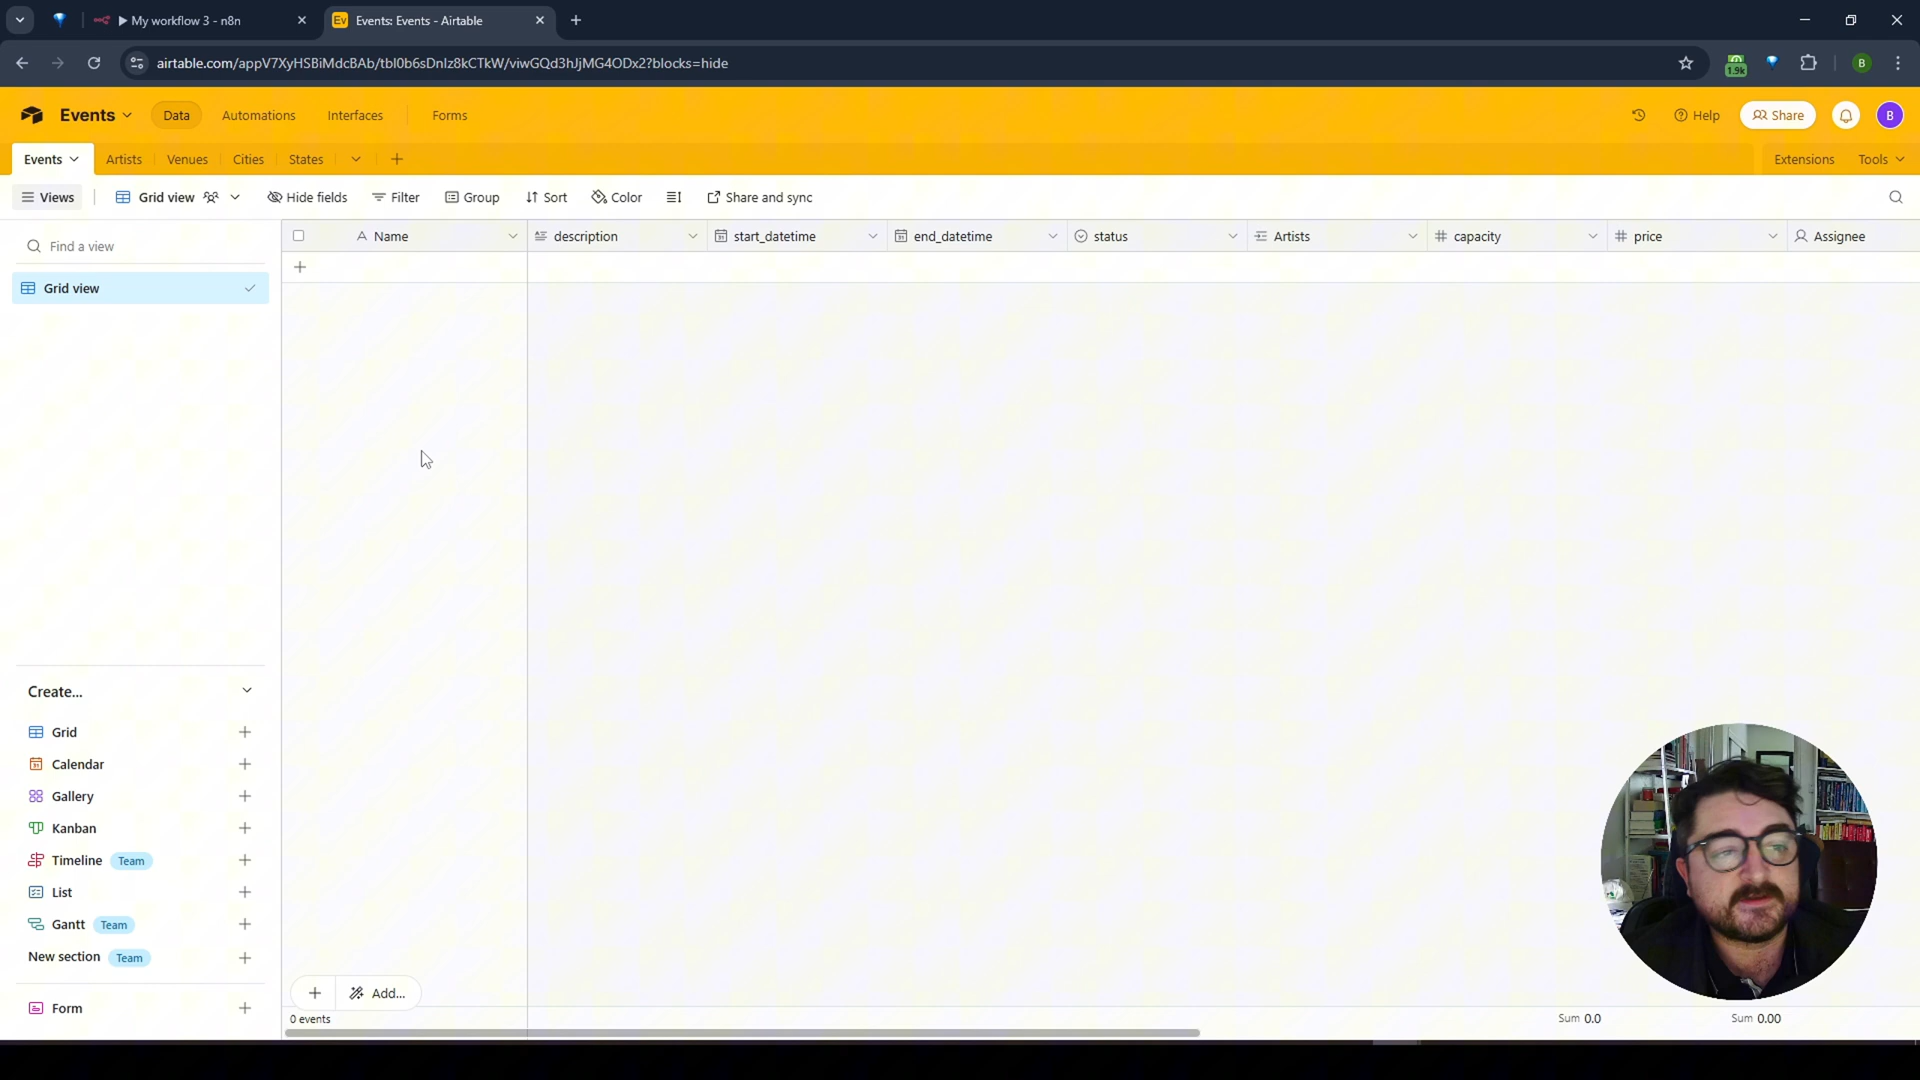 My workflow 3 - n8n
Ev Events: Events - Airtable
airtable.com/appV7XyHSBiMdcBAb/tbl0b6sDnlz8kCTkW/viwGQd3hJjMG4ODx2?blocks=hide
1.9k
B
Events
Data
Automations
Interfaces
Forms
Help
Share
B
Events
Artists
Venues
Cities
States
Extensions
Tools
Views
Grid view
Hide fields
Filter
Group
Sort
Color
Share and sync
Find a view
Name
description
start_datetime
end_datetime
status
Artists
capacity
price
Assignee
Grid view
Create...
Grid
Calendar
Gallery
Kanban
Timeline Team
List
Gantt Team
New section Team
Form
Add...
0 events
Sum 0.0
Sum 0.00